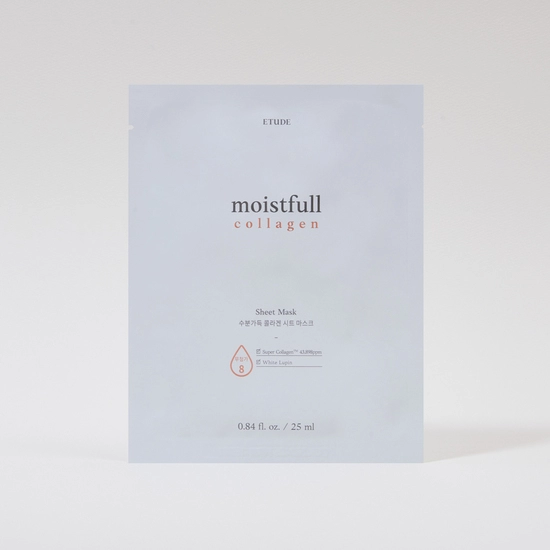 ETUDE
moistfull
collagen
Sheet Mask
수분가득 콜라겐 시트 마스크
8
Super Collagen™
White Lupin
0.84 fl. oz. / 25 ml